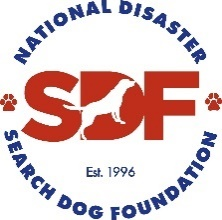 NATIONAL DISASTER
SDF
Est. 1996
SEARCH DOG FOUNDATION